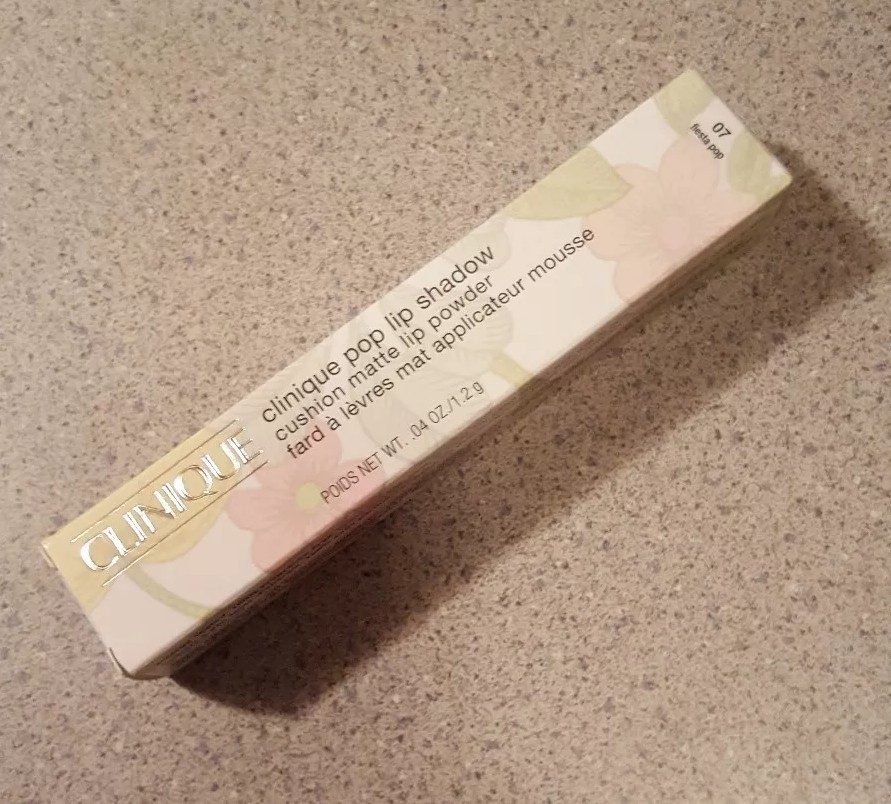 CLINIQUE
clinique pop lip shadow
cushion matte lip powder
fard à lèvres mat applicateur mousse
POIDS NET WT. .04 OZ./1.2 g
07
fiesta pop